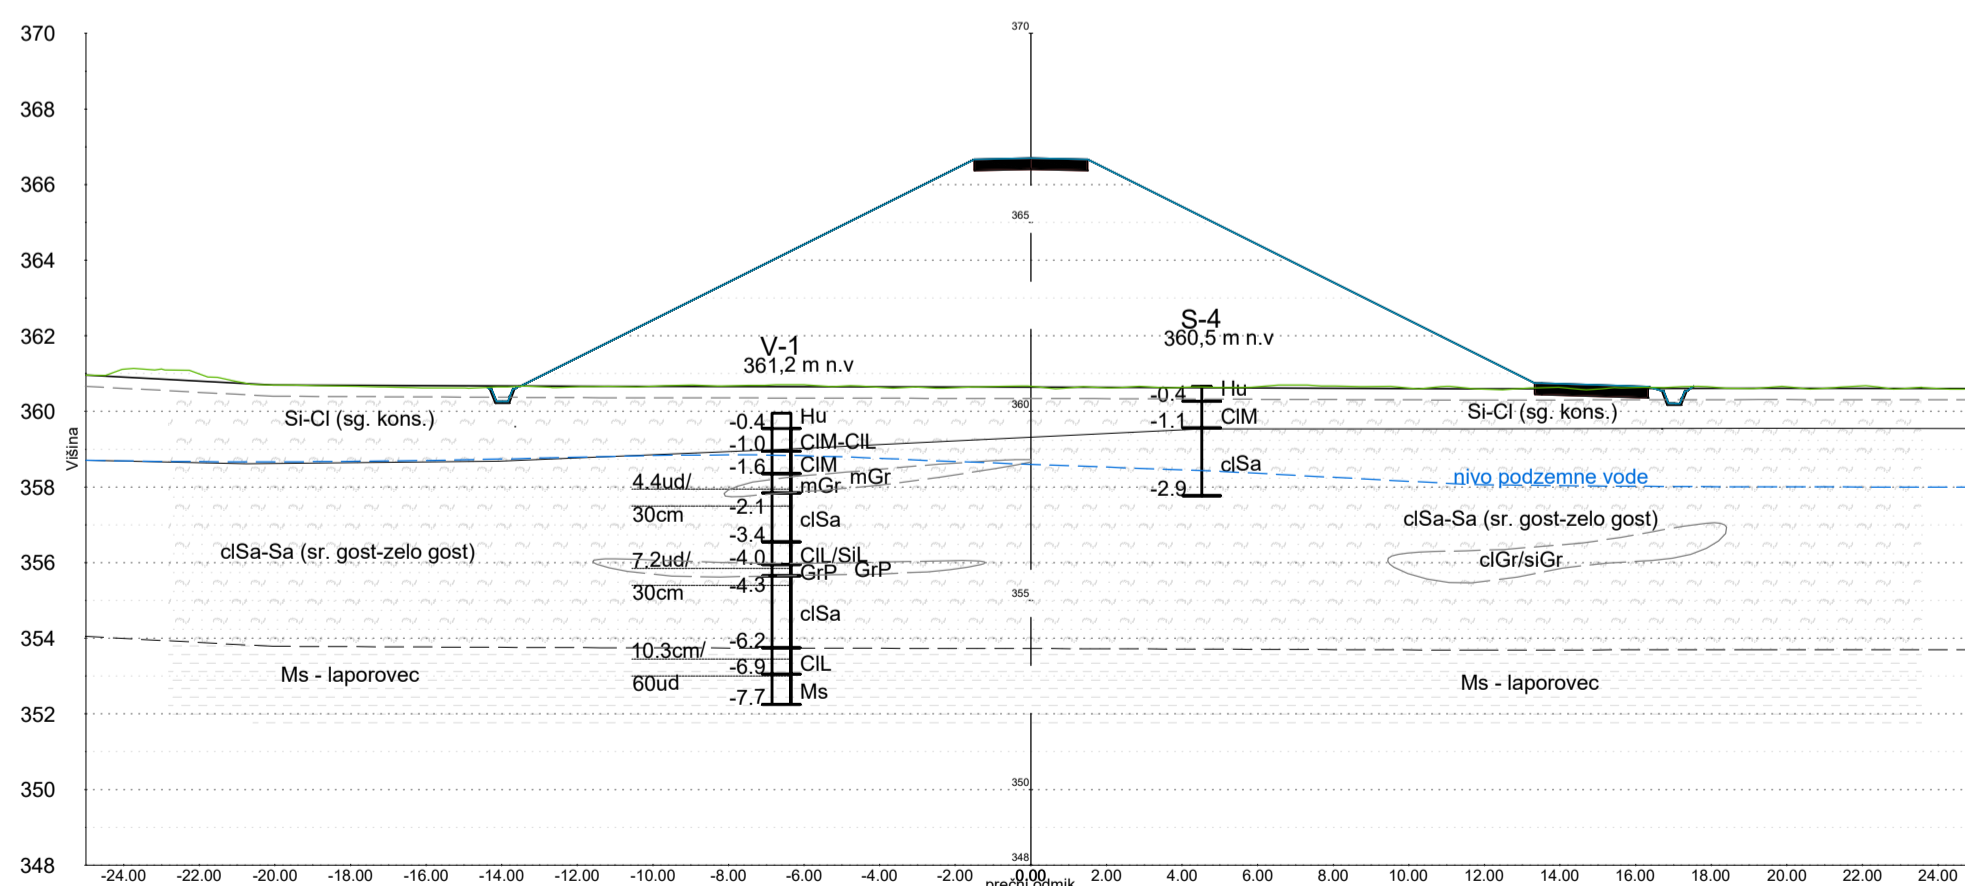 370
368
366
364
362
360
358
356
354
352
350
348
Višina
370
365
360
355
350
348
V-1
361,2 m n.v
S-4
360,5 m n.v
Hu
-0.4
ClM
-1.1
clSa
-2.9
Si-Cl (sg. kons.)
Si-Cl (sg. kons.)
Hu
-0.4
ClM-ClL
-1.0
ClM
-1.6
mGr
mGr
4.4ud/
30cm
-2.1
clSa
-3.4
ClL/SiL
-4.0
GrP
GrP
7.2ud/
30cm
-4.3
clSa
-6.2
10.3cm/
60ud
ClL
-6.9
Ms
-7.7
nivo podzemne vode
clSa-Sa (sr. gost-zelo gost)
clSa-Sa (sr. gost-zelo gost)
clGr/siGr
Ms - laporovec
Ms - laporovec
-24.00 -22.00 -20.00 -18.00 -16.00 -14.00 -12.00 -10.00 -8.00 -6.00 -4.00 -2.00 0.00 2.00 4.00 6.00 8.00 10.00 12.00 14.00 16.00 18.00 20.00 22.00 24.00
prečni odmik